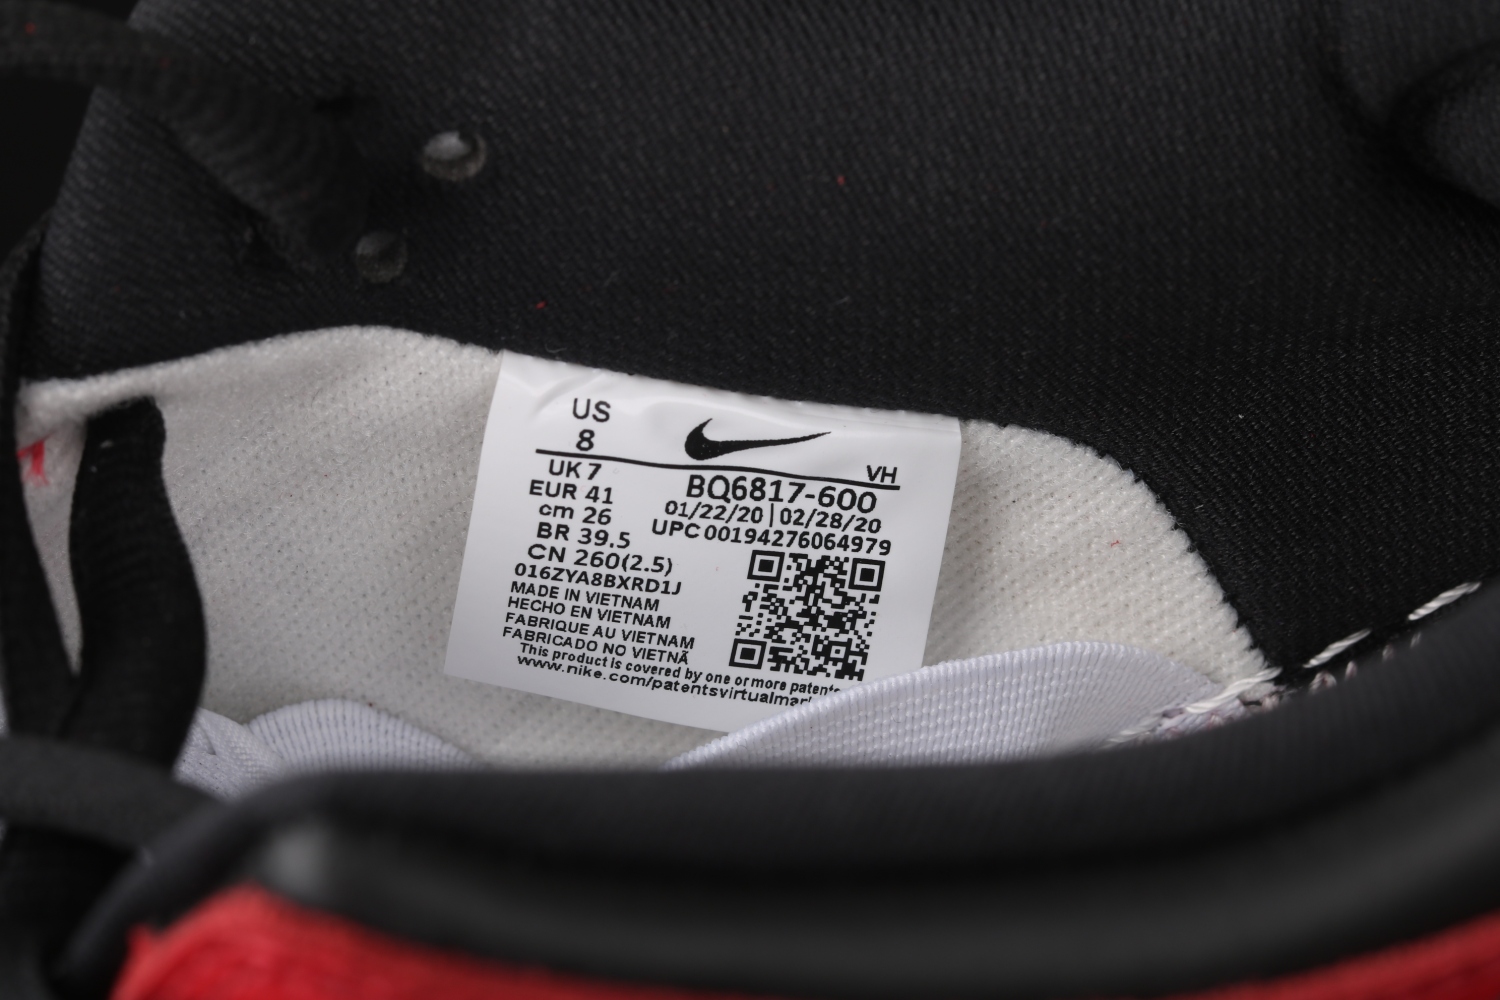 US
8
VH
UK 7
EUR 41
cm 26
BR 39.5
CN 260(2.5)
BQ6817-600
01/22/20 | 02/28/20
UPC 00194276064979
016ZYA8BXRD1J
MADE IN VIETNAM
HECHO EN VIETNAM
FABRIQUE AU VIETNAM
FABRICADO NO VIETNÃ
This product is covered by one or more patents
www.nike.com/patentsvirtualmar